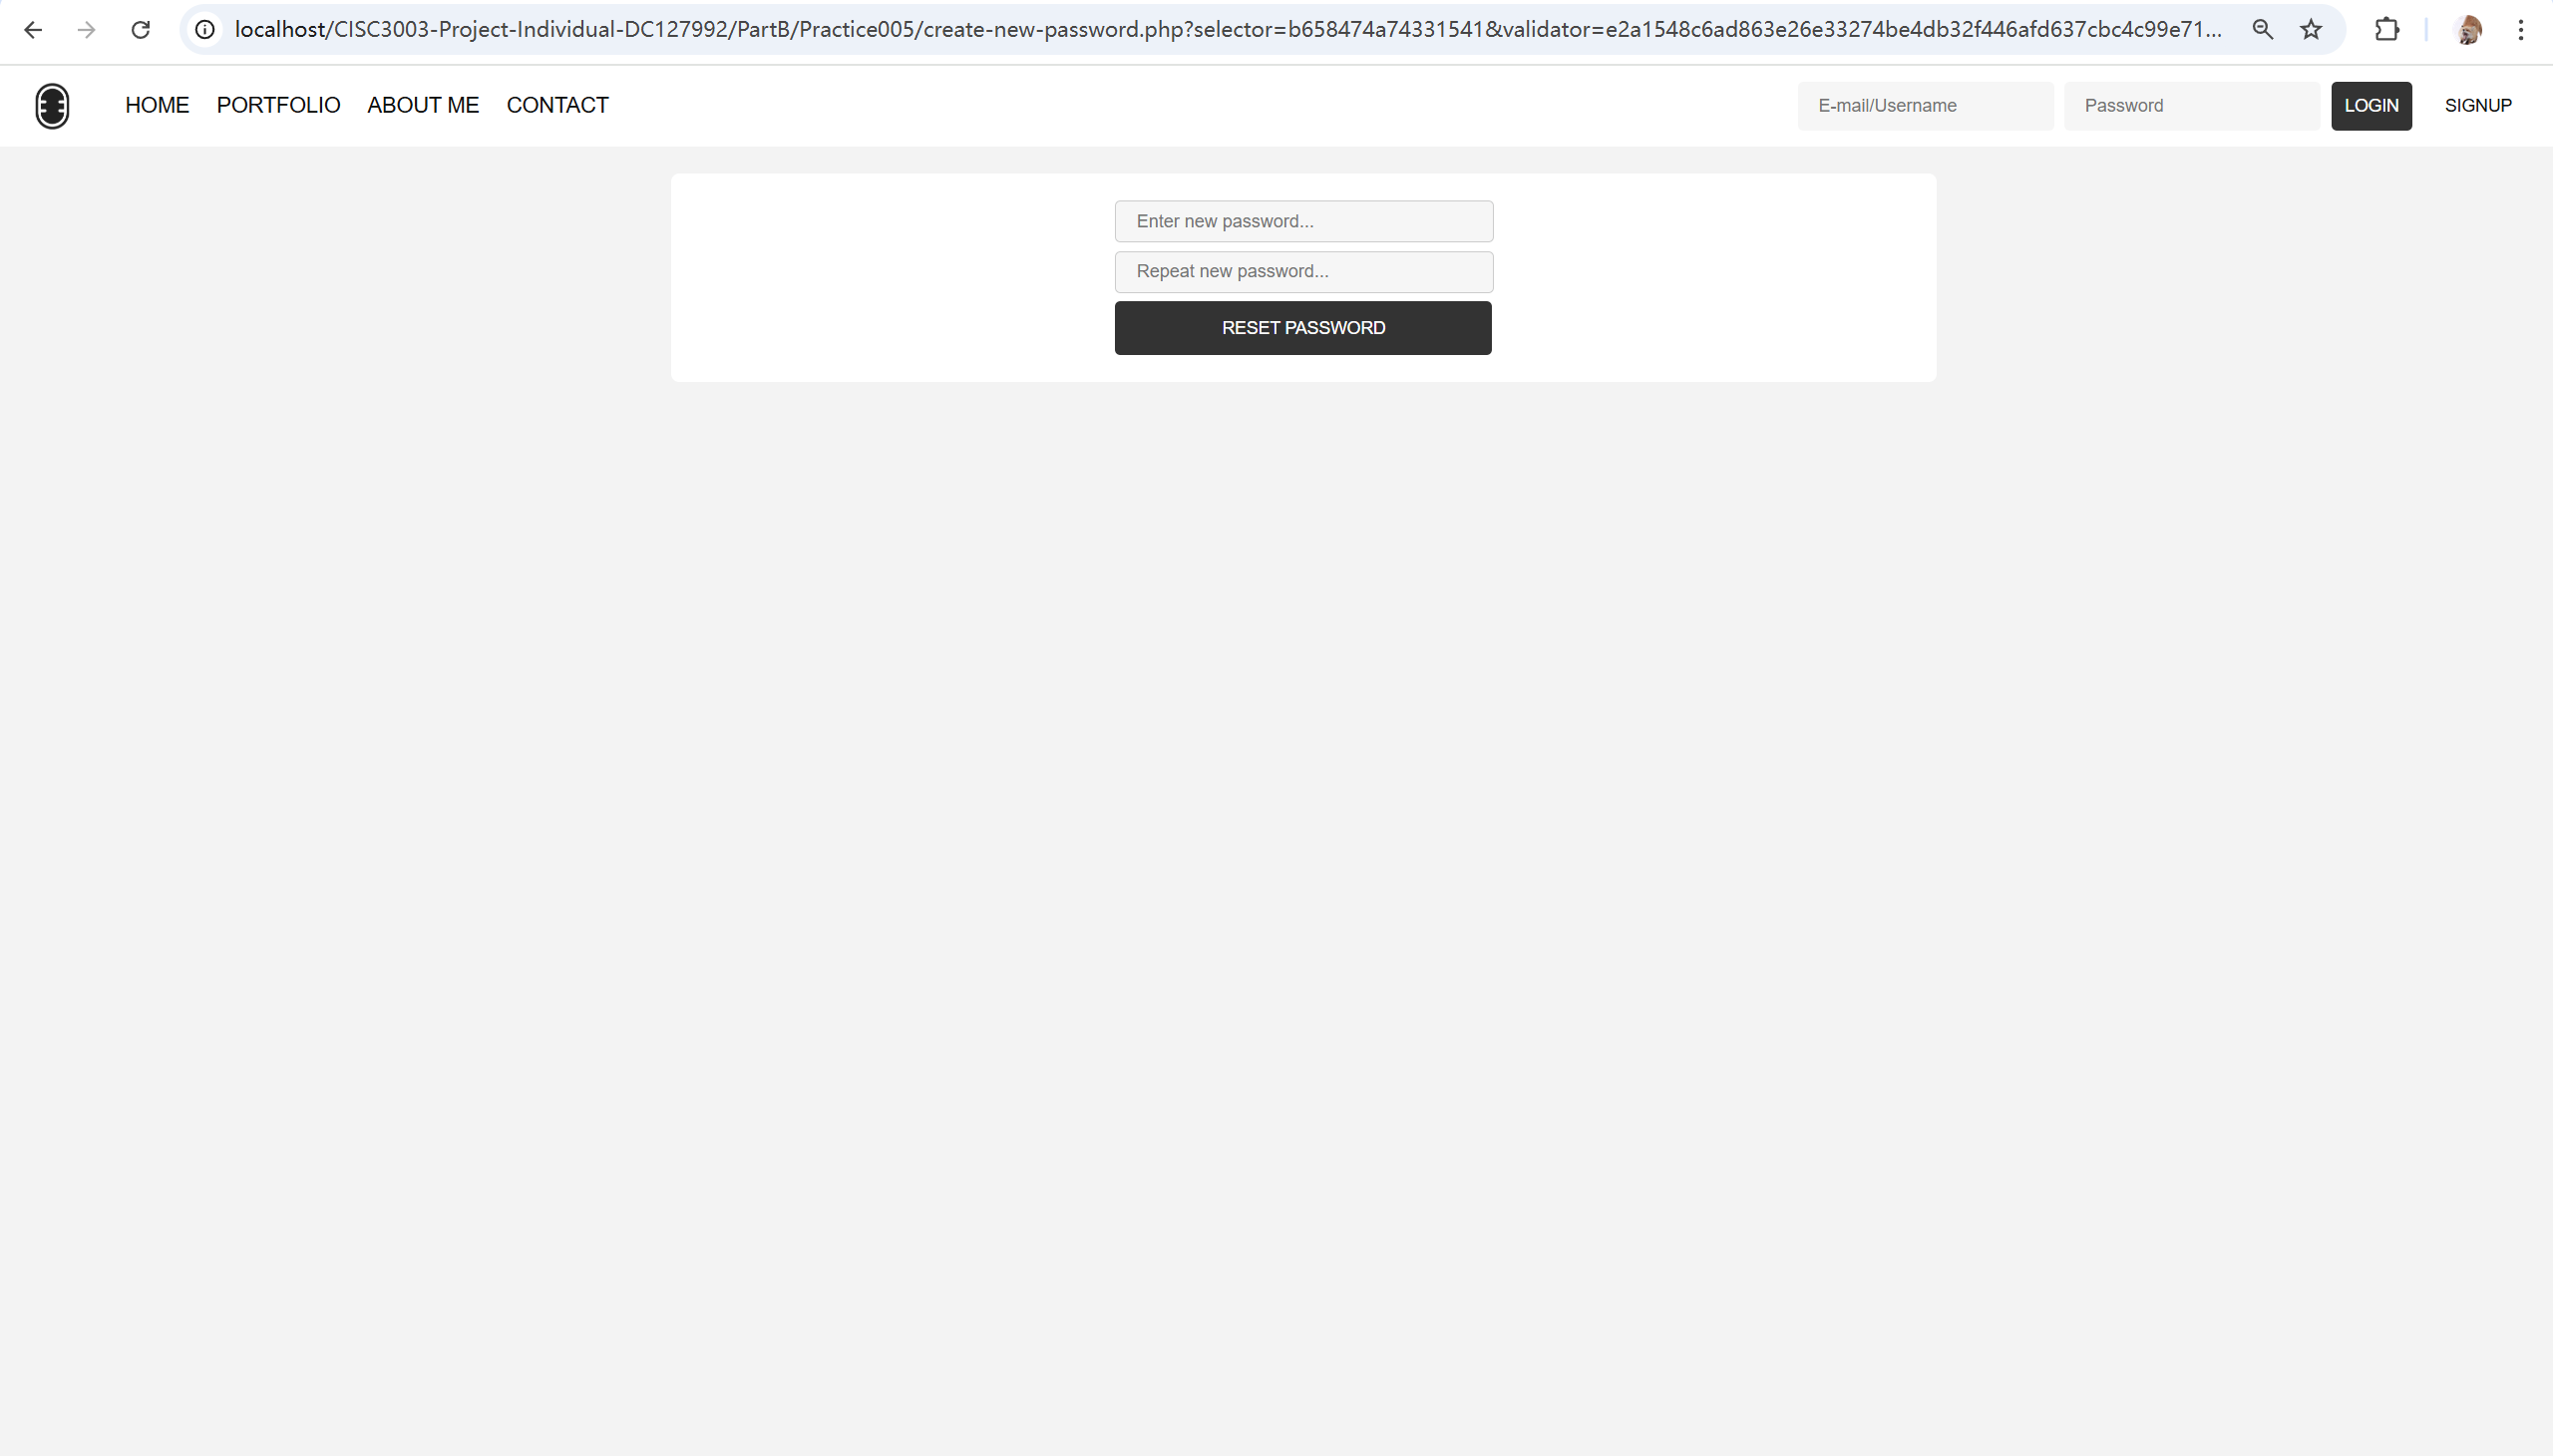 localhost/CISC3003-Project-Individual-DC127992/PartB/Practice005/create-new-password.php?selector=b658474a74331541&validator=e2a1548c6ad863e26e33274be4db32f446afd637cbc4c99e71...
HOME PORTFOLIO ABOUT ME CONTACT E-mail/Username Password LOGIN SIGNUP
Enter new password...
Repeat new password...
RESET PASSWORD